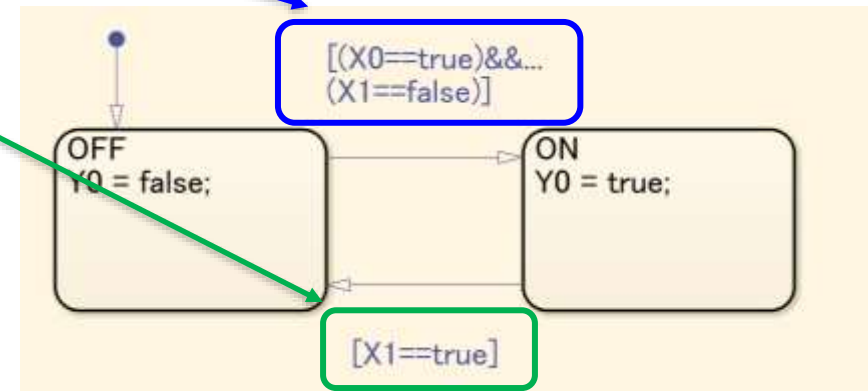 [(X0==true)&&...
(X1==false)]
OFF
Y0 = false;
ON
Y0 = true;
[X1==true]